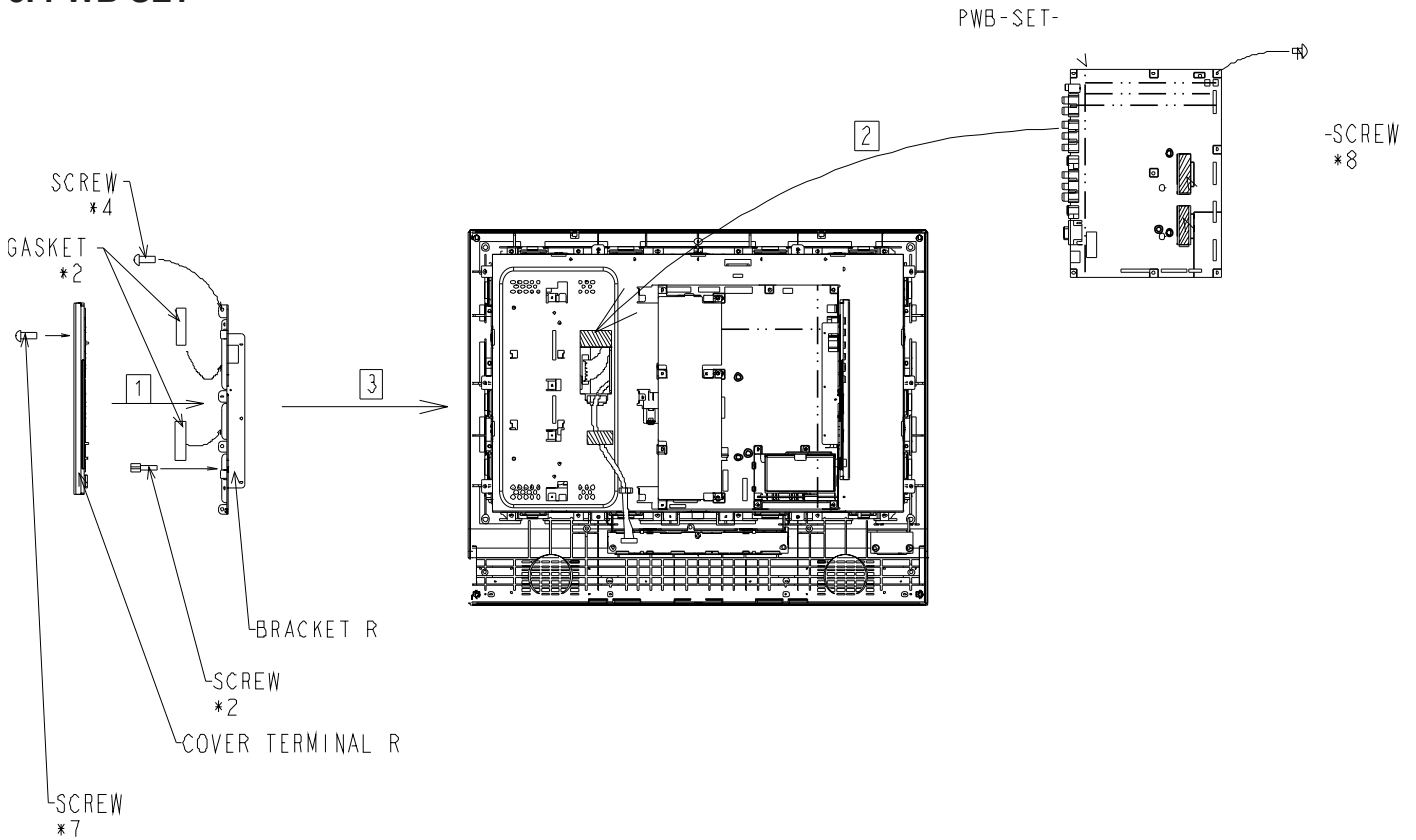 PWB-SET-
2
-SCREW
*8
SCREW
*4
GASKET
*2
1
3
BRACKET R
SCREW
*2
COVER TERMINAL R
SCREW
*7